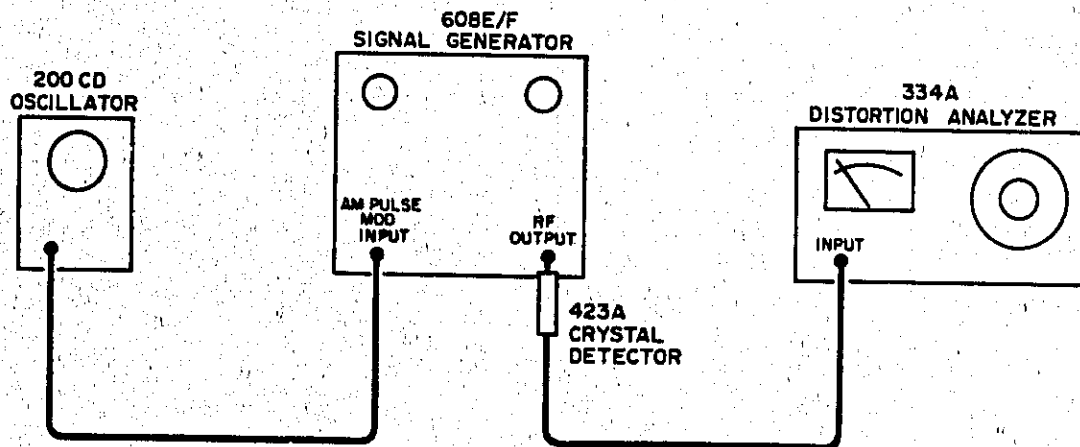 608E/F
SIGNAL GENERATOR
200 CD
OSCILLATOR
334A
DISTORTION ANALYZER
AM PULSE
MOD
INPUT
RF
OUTPUT
INPUT
423A
CRYSTAL
DETECTOR